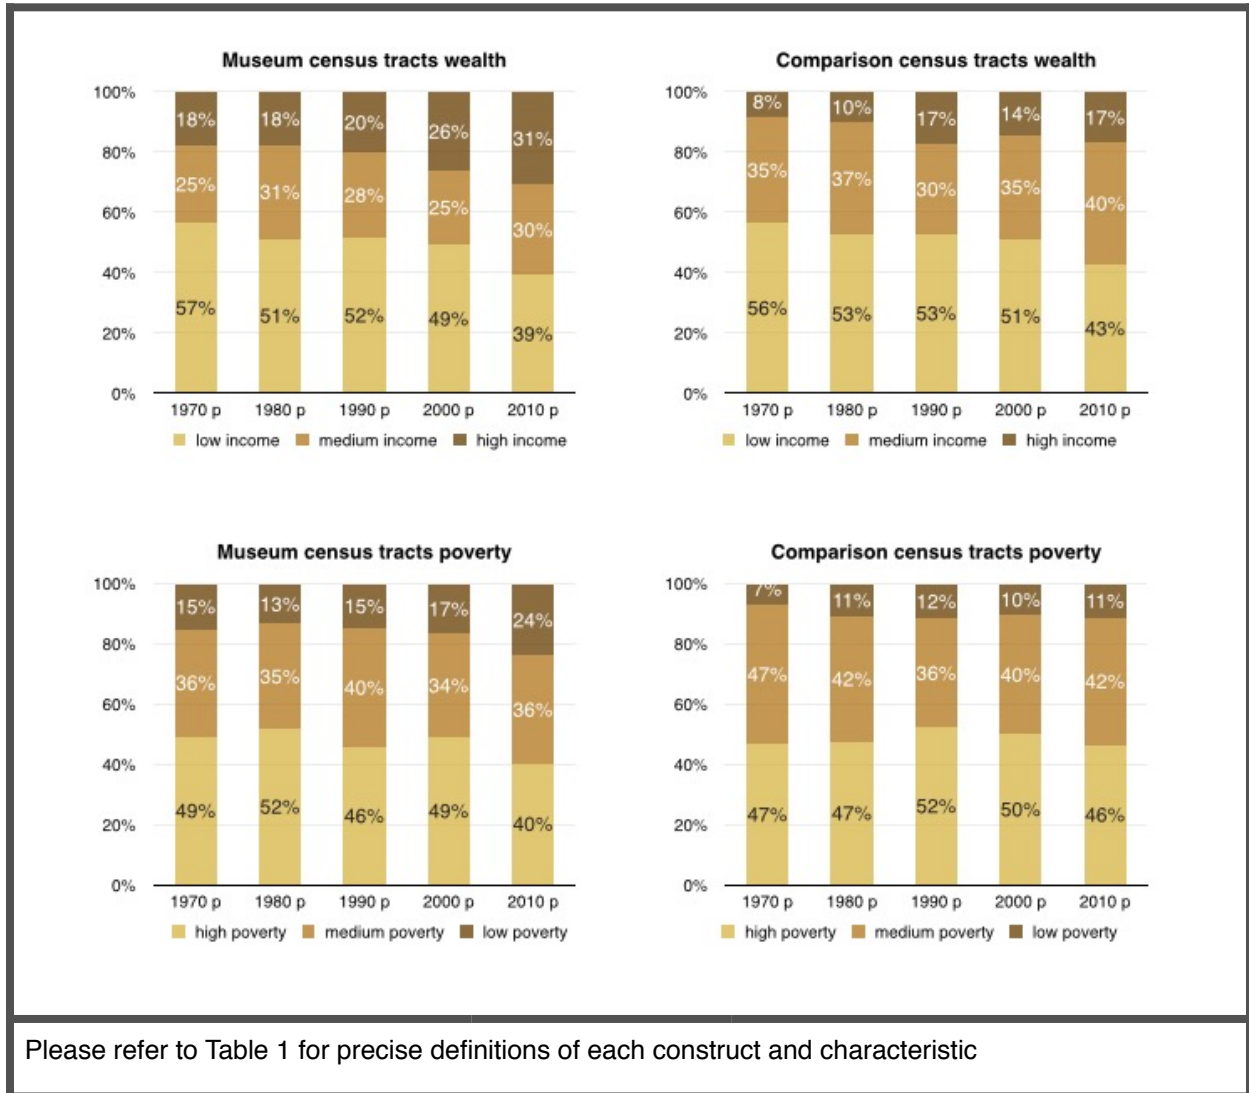 Museum census tracts wealth
100%
80%
60%
40%
20%
0%
18% 18% 20% 26% 31%
25% 31% 28% 25% 30%
57% 51% 52% 49% 39%
1970 p 1980 p 1990 p 2000 p 2010 p
low income medium income high income
Comparison census tracts wealth
100%
80%
60%
40%
20%
0%
8% 10% 17% 14% 17%
35% 37% 30% 35% 40%
56% 53% 53% 51% 43%
1970 p 1980 p 1990 p 2000 p 2010 p
low income medium income high income
Museum census tracts poverty
100%
80%
60%
40%
20%
0%
15% 13% 15% 17% 24%
36% 35% 40% 34% 36%
49% 52% 46% 49% 40%
1970 p 1980 p 1990 p 2000 p 2010 p
high poverty medium poverty low poverty
Comparison census tracts poverty
100%
80%
60%
40%
20%
0%
7% 11% 12% 10% 11%
47% 42% 36% 40% 42%
47% 47% 52% 50% 46%
1970 p 1980 p 1990 p 2000 p 2010 p
high poverty medium poverty low poverty
Please refer to Table 1 for precise definitions of each construct and characteristic